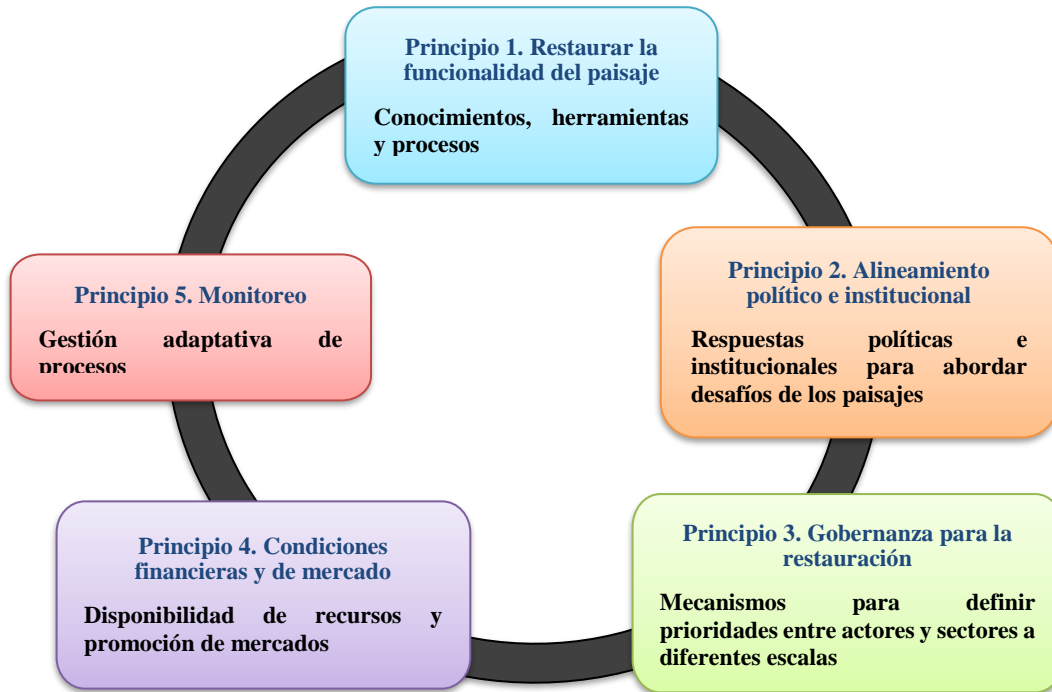 Principio 1. Restaurar la
funcionalidad del paisaje
Conocimientos, herramientas
y procesos
Principio 2. Alineamiento
político e institucional
Respuestas políticas e
institucionales para abordar
desafíos de los paisajes
Principio 3. Gobernanza para la
restauración
Mecanismos para definir
prioridades entre actores y sectores a
diferentes escalas
Principio 4. Condiciones
financieras y de mercado
Disponibilidad de recursos y
promoción de mercados
Principio 5. Monitoreo
Gestión adaptativa de
procesos